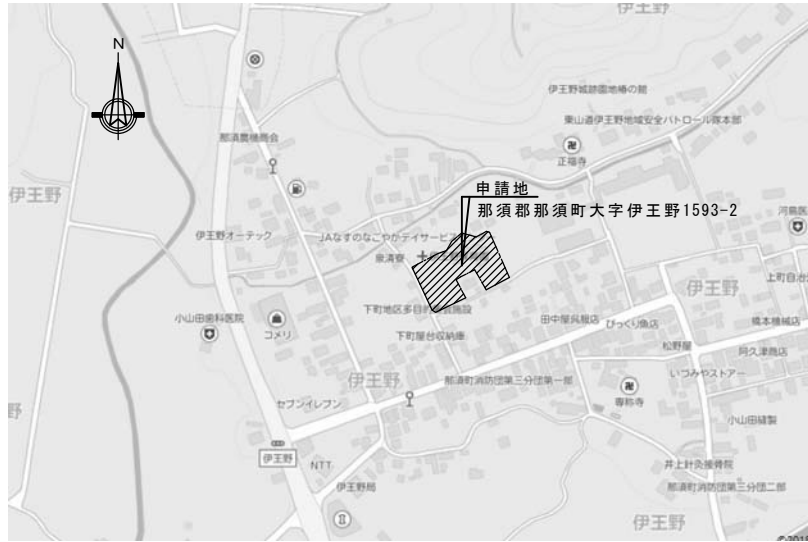 伊王野
N
伊王野城跡園地椿の館
東山道伊王野地域安全パトロール隊本部
那須農機商会
正福寺
申請地
那須郡那須町大字伊王野1593-2
伊王野
河島医
伊王野オーテック
JAなすのなごやかデイサービス
泉清寮
上町自治
伊王野
下町地区多目的
施設
小山田歯科医院
コメリ
下町屋台収納庫
田中屋呉服店
びっくり魚店
橋本機械店
松野屋
阿久津商店
伊王野
那須町消防団第三分団第一部
いづみやストアー
セブンイレブン
専称寺
野
小山田縫製
伊王野
NTT
井上針灸接骨院
伊王野局
那須町消防団第三分団二部
伊王野